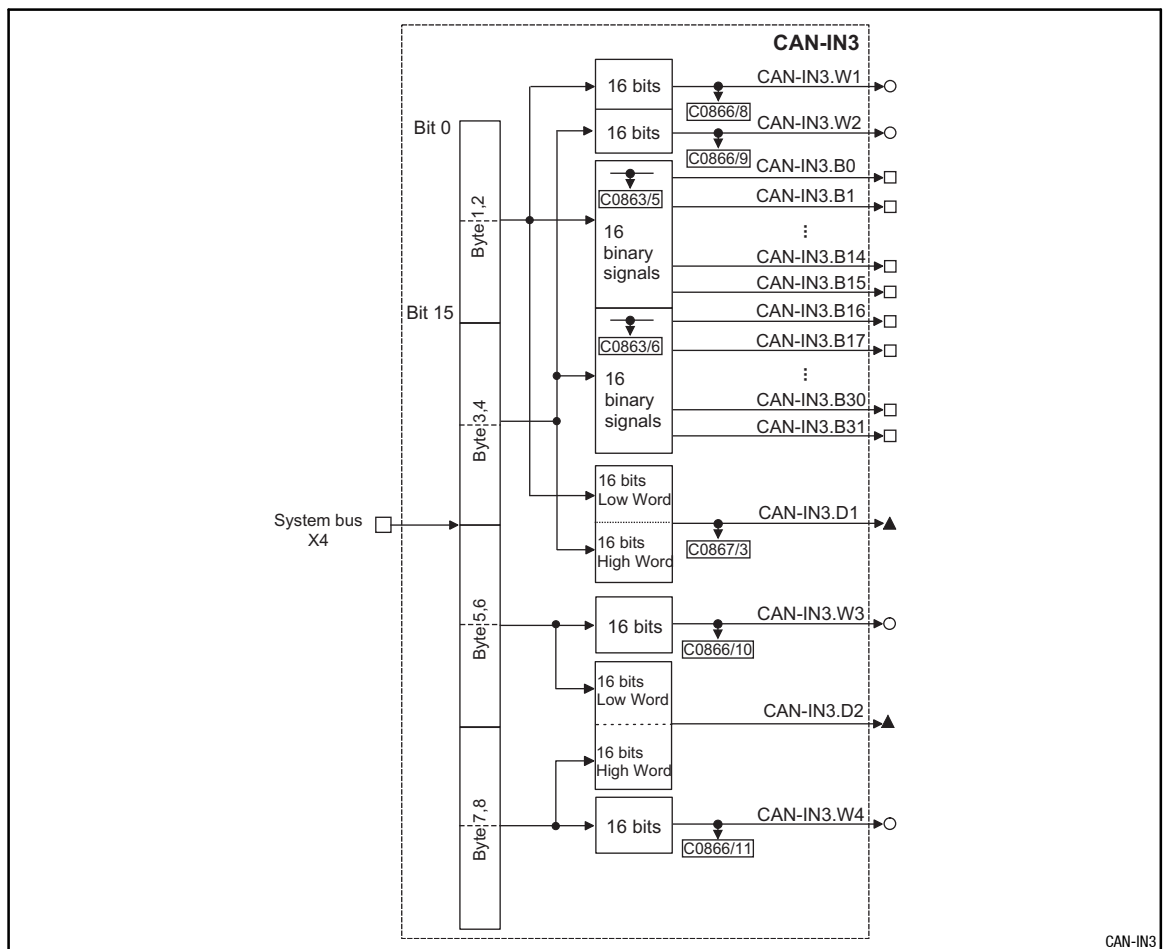 CAN-IN3
16 bits
CAN-IN3.W1
C0866/8
Bit 0
16 bits
CAN-IN3.W2
C0866/9
CAN-IN3.B0
C0863/5
CAN-IN3.B1
Byte 1,2
16
binary
signals
⋮
CAN-IN3.B14
CAN-IN3.B15
Bit 15
CAN-IN3.B16
C0863/6
CAN-IN3.B17
Byte 3,4
16
binary
signals
⋮
CAN-IN3.B30
CAN-IN3.B31
16 bits
Low Word
System bus
X4
CAN-IN3.D1
16 bits
High Word
C0867/3
Byte 5,6
16 bits
CAN-IN3.W3
C0866/10
16 bits
Low Word
CAN-IN3.D2
16 bits
High Word
Byte 7,8
16 bits
CAN-IN3.W4
C0866/11
CAN-IN3